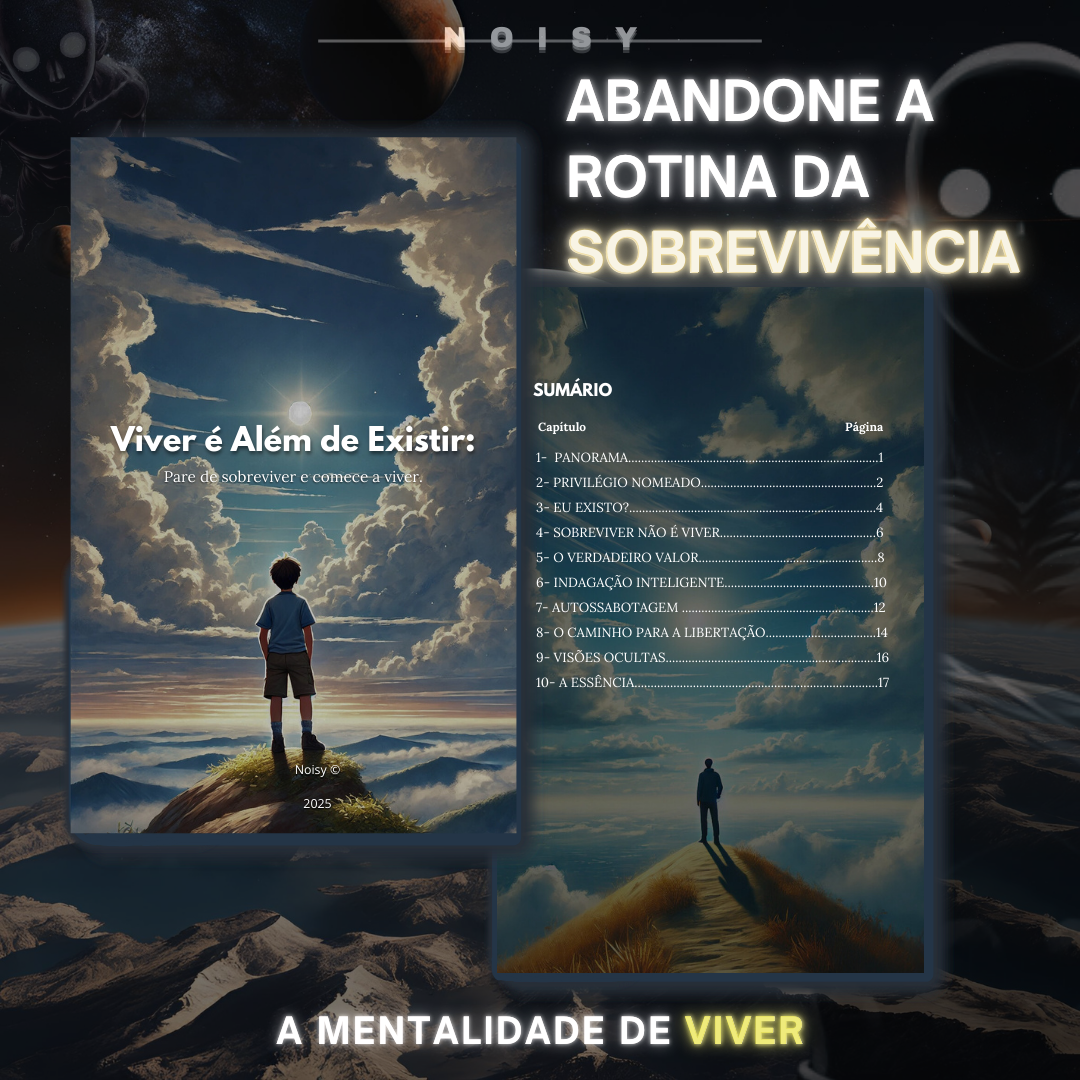 NOISY
ABANDONE A
ROTINA DA
SOBREVIVÊNCIA
Viver é Além de Existir:
Pare de sobreviver e comece a viver.
Noisy ©
2025
SUMÁRIO
Capítulo Página
1- PANORAMA..........................................................................1
2- PRIVILÉGIO NOMEADO....................................................2
3- EU EXISTO?.........................................................................4
4- SOBREVIVER NÃO É VIVER..............................................6
5- O VERDADEIRO VALOR.....................................................8
6- INDAGAÇÃO INTELIGENTE............................................10
7- AUTOSSABOTAGEM .........................................................12
8- O CAMINHO PARA A LIBERTAÇÃO................................14
9- VISÕES OCULTAS..............................................................16
10- A ESSÊNCIA.......................................................................17
A MENTALIDADE DE VIVER